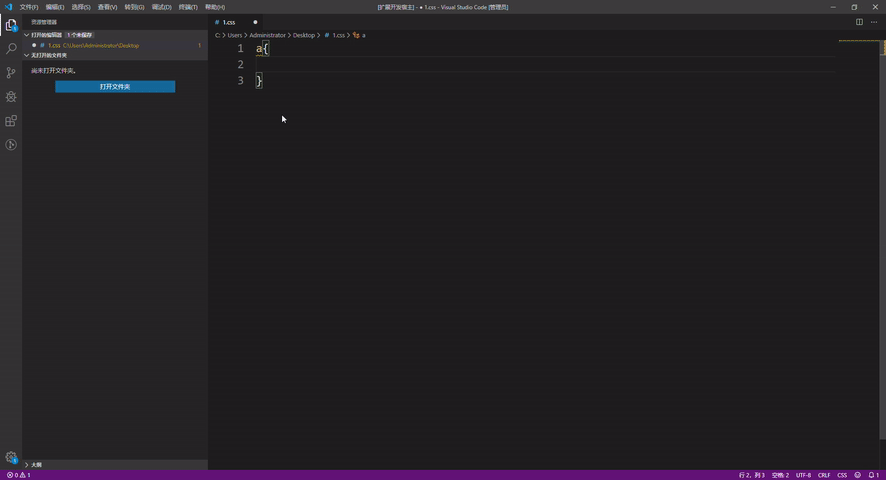 文件(F) 编辑(E) 选择(S) 查看(V) 转到(G) 调试(D) 终端(T) 帮助(H)
[扩展开发宿主] - ● 1.css - Visual Studio Code [管理员]
资源管理器
打开的编辑器 1 个未保存
# 1.css C:\Users\Administrator\Desktop 1
无打开的文件夹
尚未打开文件夹。
打开文件夹
大纲
# 1.css
C: > Users > Administrator > Desktop > # 1.css > a
1 a{
2
3 }
0 1
行 2, 列 3 空格: 2 UTF-8 CRLF CSS 1